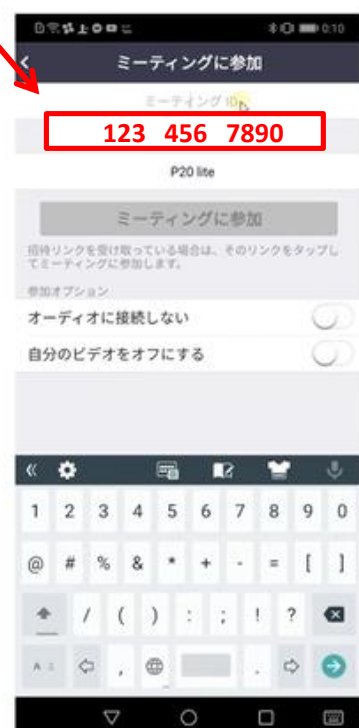 0:10
ミーティングに参加
ミーティング ID
123 456 7890
P20 lite
ミーティングに参加
招待リンクを受け取っている場合は、そのリンクをタップし
てミーティングに参加します。
参加オプション
オーディオに接続しない
自分のビデオをオフにする
1 2 3 4 5 6 7 8 9 0
@ # % & * + - = [ ]
/ ( ) : ; ! ?
, .